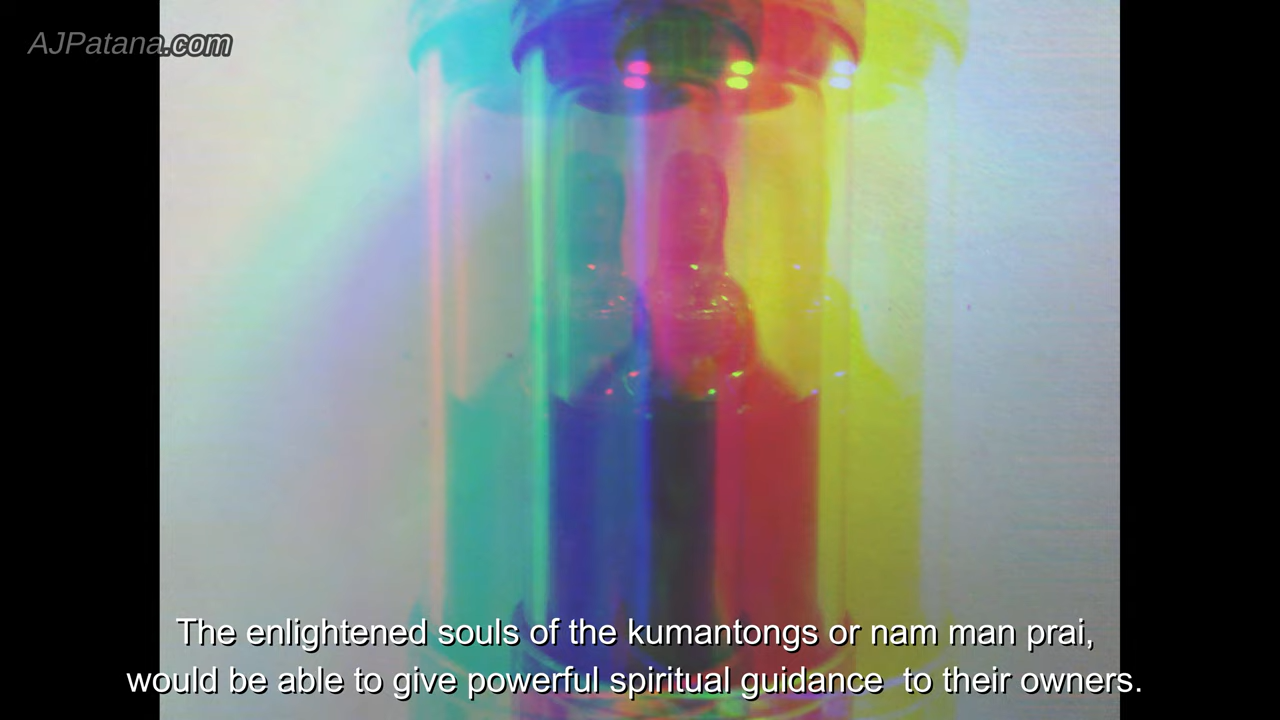 AJPatana.com
The enlightened souls of the kumantongs or nam man prai,
would be able to give powerful spiritual guidance  to their owners.